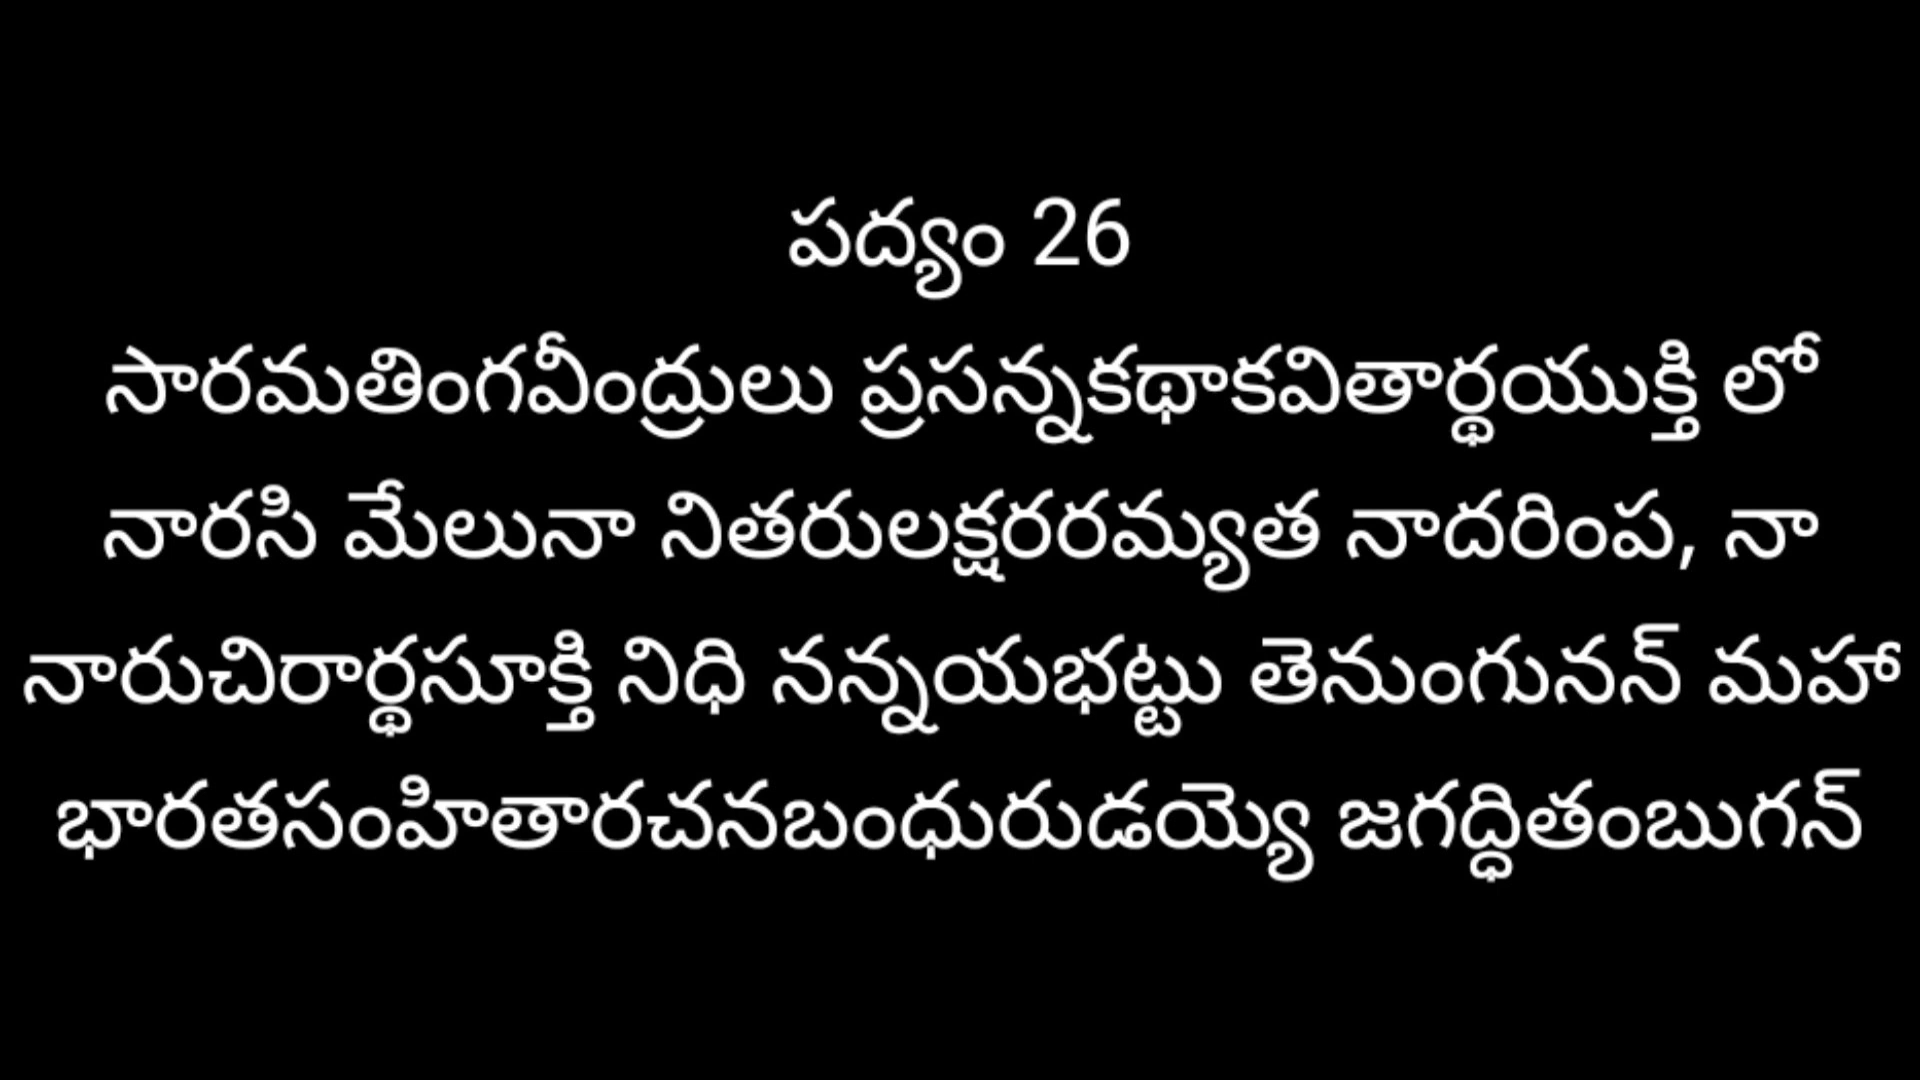 పద్యం 26
సారమతింగవీంద్రులు ప్రసన్నకథాకవితార్థయుక్తి లో
నారసి మేలునా నితరులక్షరరమ్యత నాదరింప, నా
నారుచిరార్థసూక్తి నిధి నన్నయభట్టు తెనుంగునన్ మహా
భారతసంహితారచనబంధురుడయ్యె జగద్ధితంబుగన్